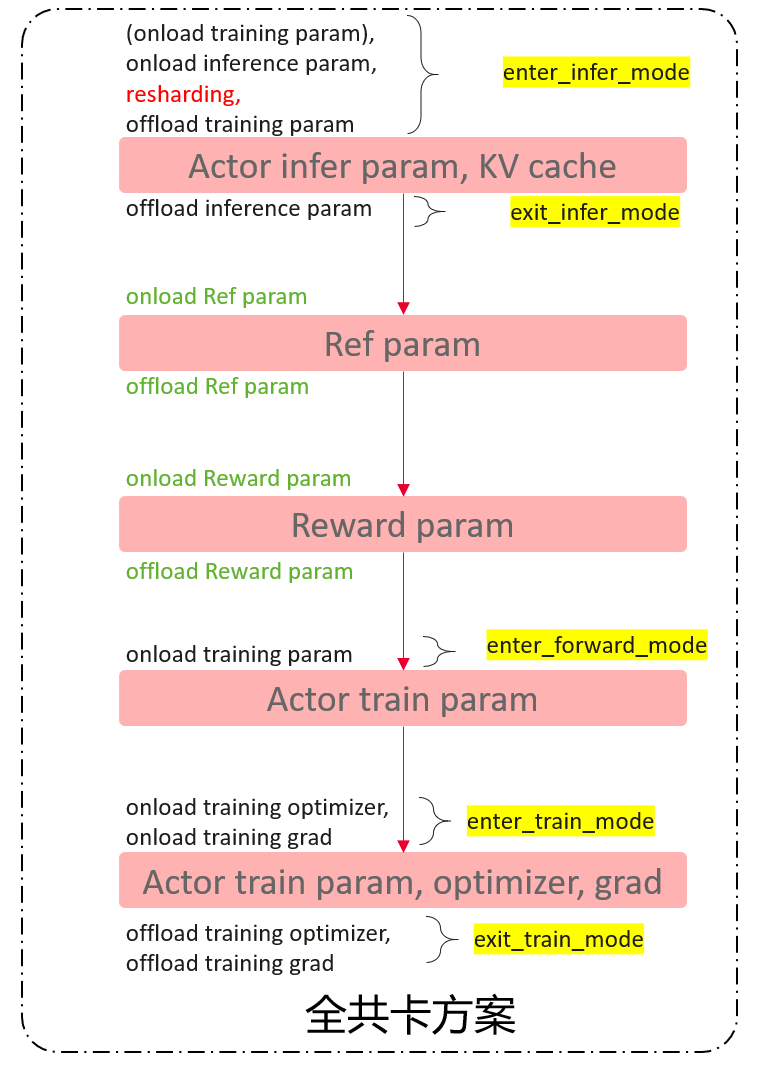 (onload training param),
onload inference param,
resharding,
offload training param
enter_infer_mode
Actor infer param, KV cache
offload inference param
exit_infer_mode
onload Ref param
Ref param
offload Ref param
onload Reward param
Reward param
offload Reward param
onload training param
enter_forward_mode
Actor train param
onload training optimizer,
onload training grad
enter_train_mode
Actor train param, optimizer, grad
offload training optimizer,
offload training grad
exit_train_mode
全共卡方案